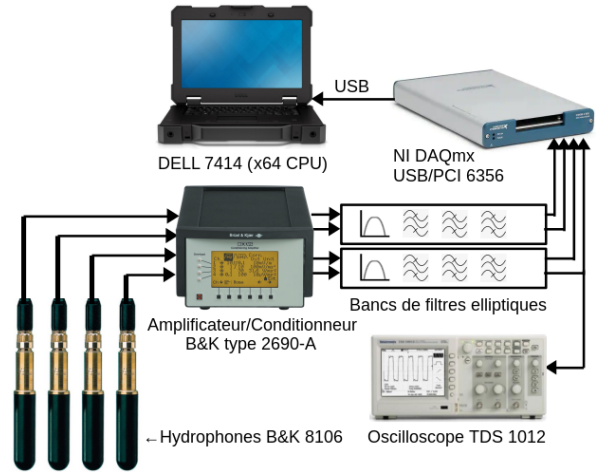 USB
DELL 7414 (x64 CPU)
NI DAQmx
USB/PCI 6356
Bancs de filtres elliptiques
Amplificateur/Conditionneur
B&K type 2690-A
←Hydrophones B&K 8106
Oscilloscope TDS 1012